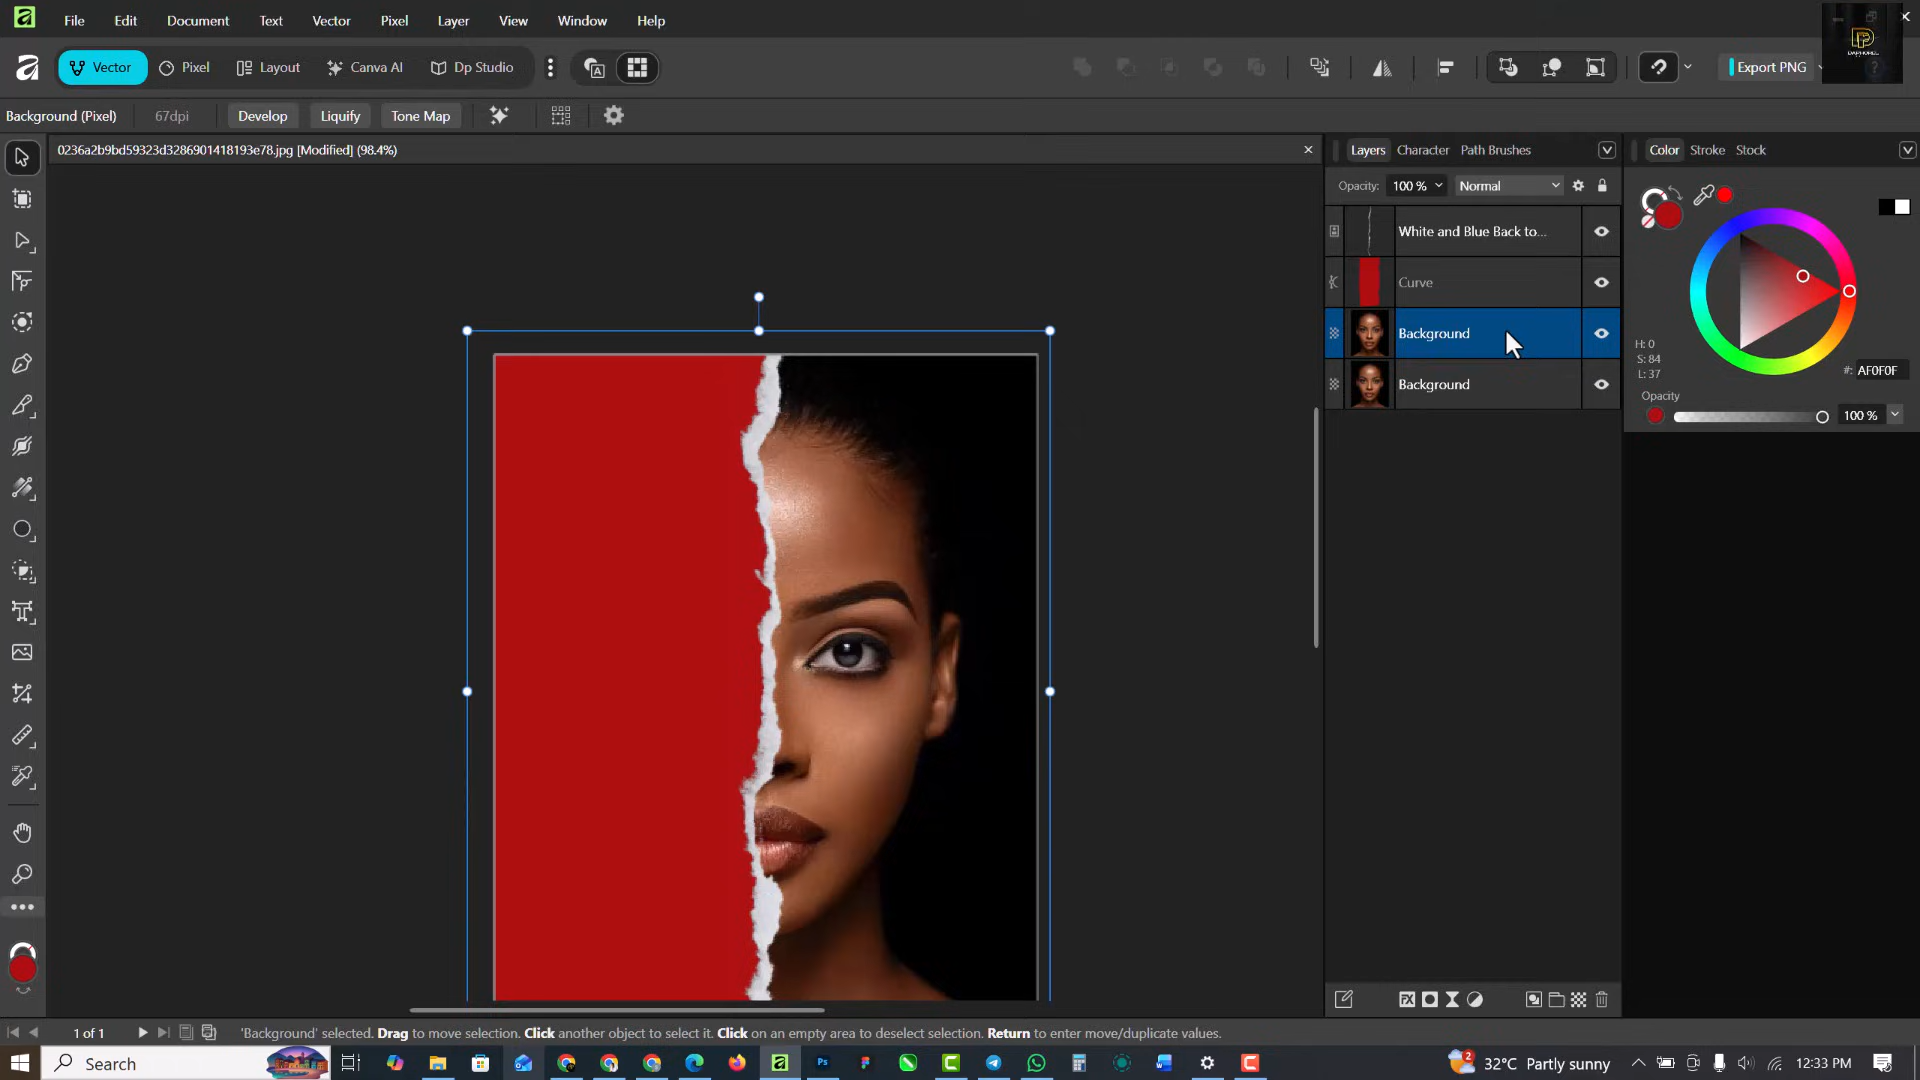 File Edit Document Text Vector Pixel Layer View Window Help
Vector Pixel Layout Canva AI Dp Studio Export PNG
Background (Pixel) 67dpi Develop Liquify Tone Map
0236a2b9bd59323d3286901418193e78.jpg [Modified] (98.4%)
Layers Character Path Brushes
Color Stroke Stock
Opacity: 100 % Normal
White and Blue Back to...
Curve
Background
Background
H: 0
S: 84
L: 37
#: AF0F0F
Opacity
100 %
1 of 1
'Background' selected. Drag to move selection. Click another object to select it. Click on an empty area to deselect selection. Return to enter move/duplicate values.
Search
32°C Partly sunny
12:33 PM